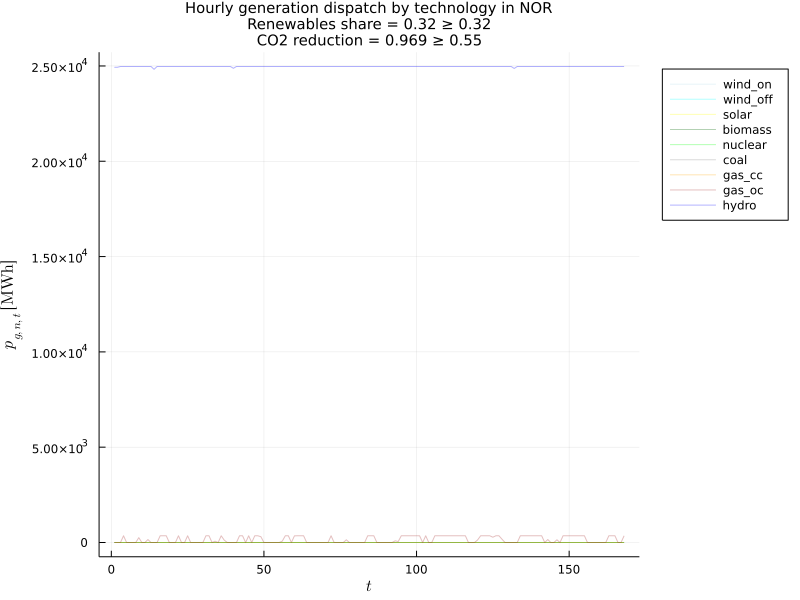 Hourly generation dispatch by technology in NOR
Renewables share = 0.32 ≥ 0.32
CO2 reduction = 0.969 ≥ 0.55
2.50×10⁴
2.00×10⁴
1.50×10⁴
1.00×10⁴
5.00×10³
0
p_{g,n,t} [MWh]
0 50 100 150
t
wind_on
wind_off
solar
biomass
nuclear
coal
gas_cc
gas_oc
hydro